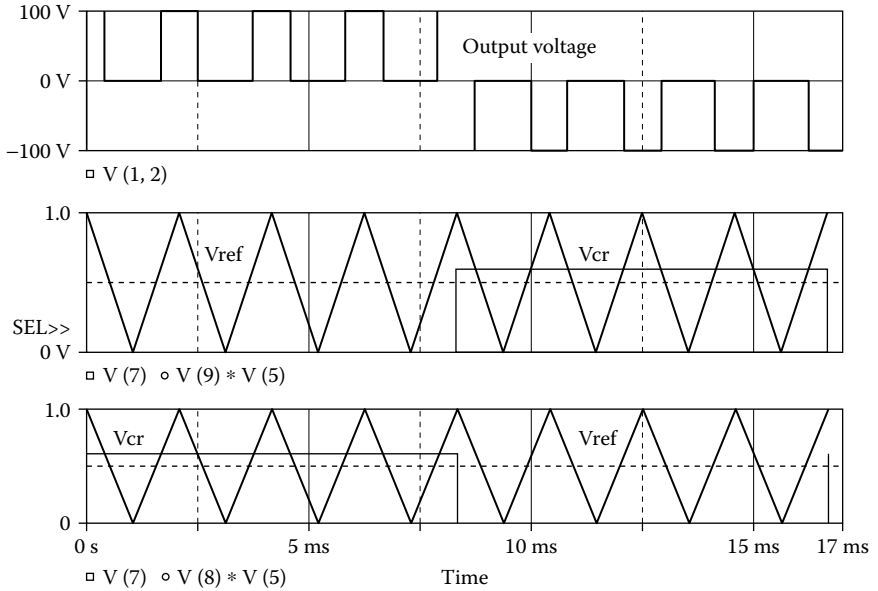 100 V
Output voltage
0 V
−100 V
▫ V (1, 2)
1.0
Vref
Vcr
SEL>>
0 V
▫ V (7) ∘ V (9) ∗ V (5)
1.0
Vcr
Vref
0
0 s
5 ms
10 ms
15 ms
17 ms
▫ V (7) ∘ V (8) ∗ V (5)
Time